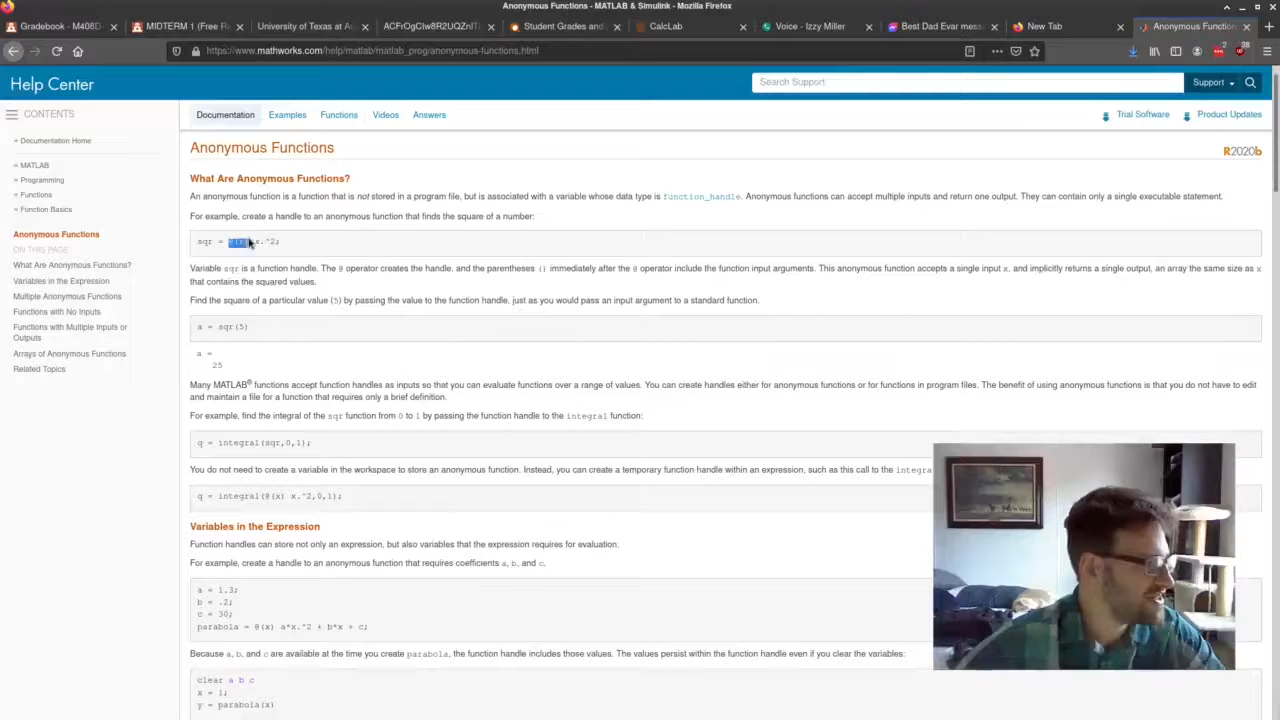 Anonymous Functions - MATLAB & Simulink - Mozilla Firefox
Gradebook - M408D
MIDTERM 1 (Free Re
University of Texas at A
ACFrOgClw8R2UQZnlT
Student Grades and
CalcLab
Voice - Izzy Miller
Best Dad Evar mess
New Tab
Anonymous Functions
https://www.mathworks.com/help/matlab/matlab_prog/anonymous-functions.html
Help Center
Search Support
Support
CONTENTS
Documentation
Examples
Functions
Videos
Answers
Trial Software
Product Updates
« Documentation Home
« MATLAB
« Programming
« Functions
« Function Basics
Anonymous Functions
ON THIS PAGE
What Are Anonymous Functions?
Variables in the Expression
Multiple Anonymous Functions
Functions with No Inputs
Functions with Multiple Inputs or
Outputs
Arrays of Anonymous Functions
Related Topics
Anonymous Functions
R2020b
What Are Anonymous Functions?
An anonymous function is a function that is not stored in a program file, but is associated with a variable whose data type is function_handle. Anonymous functions can accept multiple inputs and return one output. They can contain only a single executable statement.
For example, create a handle to an anonymous function that finds the square of a number:
sqr = @(x) x.^2;
Variable sqr is a function handle. The @ operator creates the handle, and the parentheses () immediately after the @ operator include the function input arguments. This anonymous function accepts a single input x, and implicitly returns a single output, an array the same size as x
that contains the squared values.
Find the square of a particular value (5) by passing the value to the function handle, just as you would pass an input argument to a standard function.
a = sqr(5)
a =
25
Many MATLAB® functions accept function handles as inputs so that you can evaluate functions over a range of values. You can create handles either for anonymous functions or for functions in program files. The benefit of using anonymous functions is that you do not have to edit
and maintain a file for a function that requires only a brief definition.
For example, find the integral of the sqr function from 0 to 1 by passing the function handle to the integral function:
q = integral(sqr,0,1);
You do not need to create a variable in the workspace to store an anonymous function. Instead, you can create a temporary function handle within an expression, such as this call to the integra
q = integral(@(x) x.^2,0,1);
Variables in the Expression
Function handles can store not only an expression, but also variables that the expression requires for evaluation.
For example, create a handle to an anonymous function that requires coefficients a, b, and c.
a = 1.3;
b = .2;
c = 30;
parabola = @(x) a*x.^2 + b*x + c;
Because a, b, and c are available at the time you create parabola, the function handle includes those values. The values persist within the function handle even if you clear the variables:
clear a b c
x = 1;
y = parabola(x)